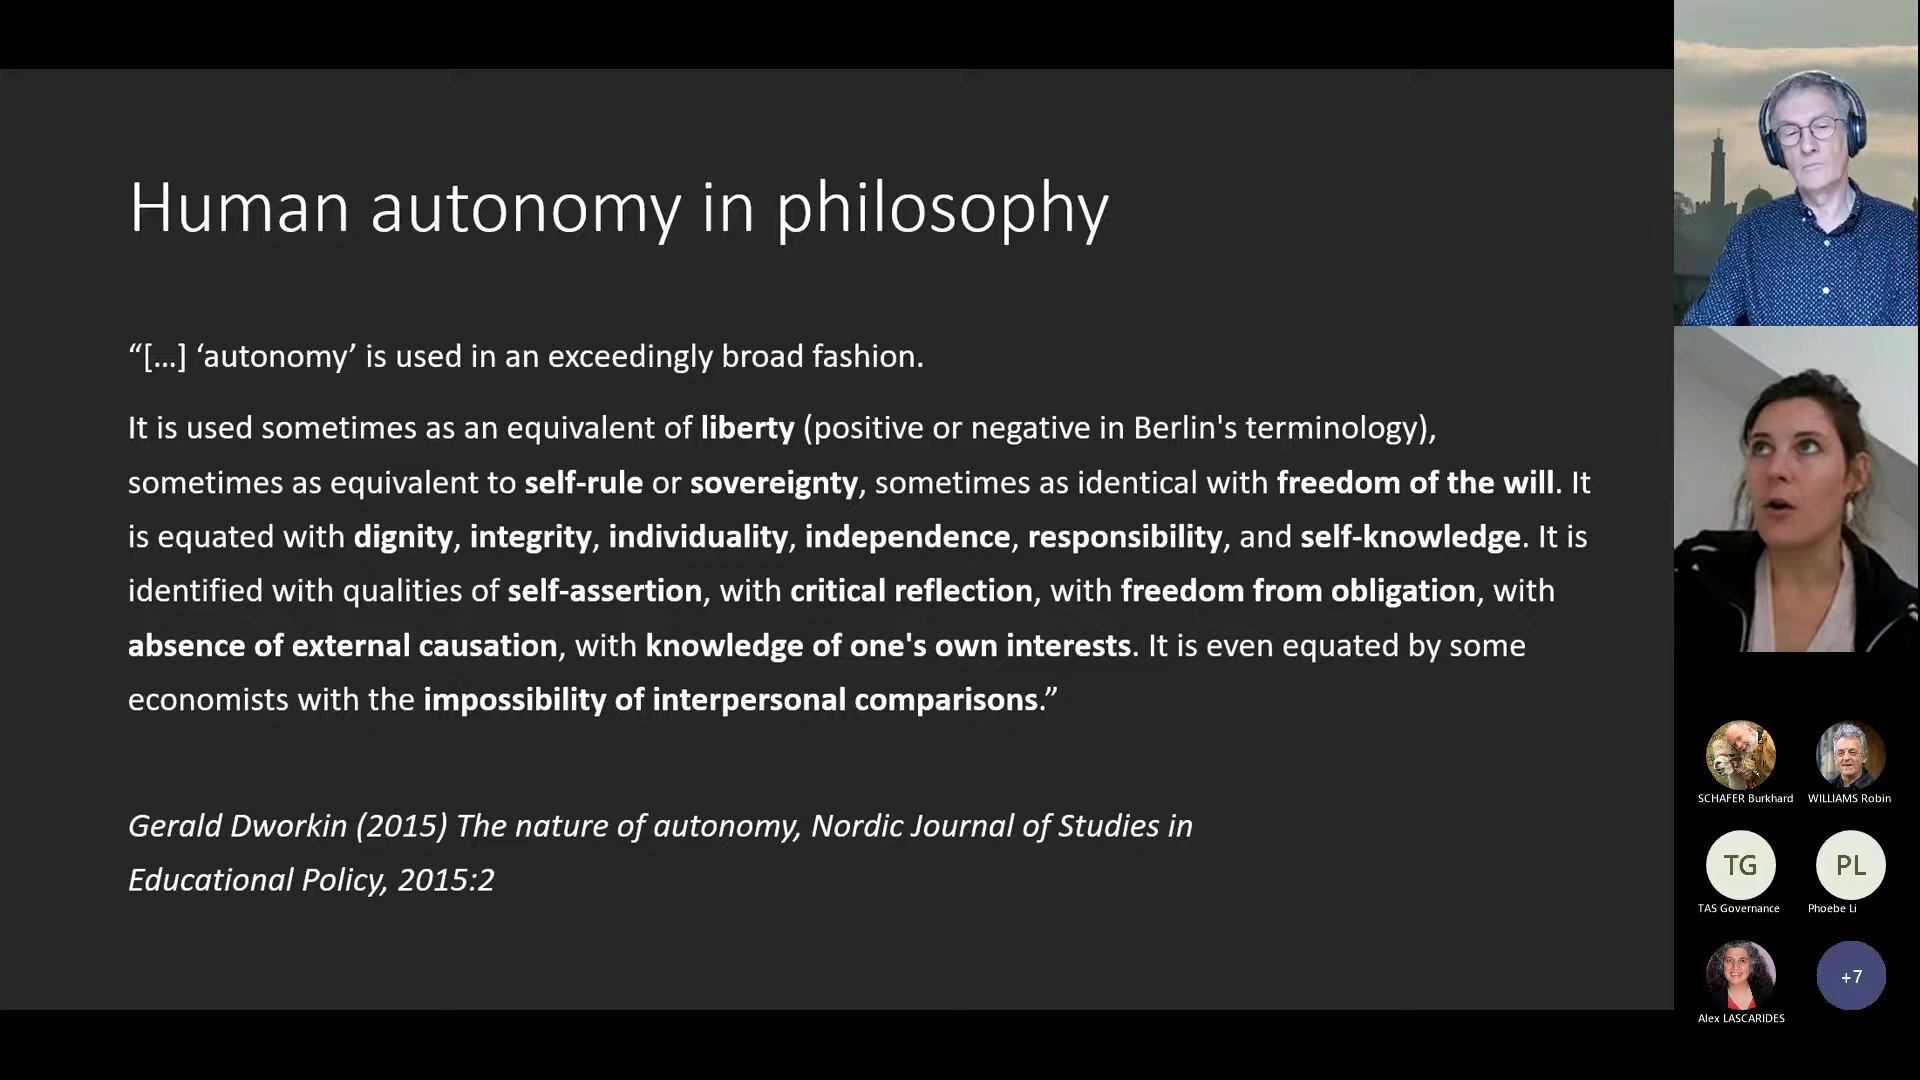 Human autonomy in philosophy
“[…] ‘autonomy’ is used in an exceedingly broad fashion.
It is used sometimes as an equivalent of liberty (positive or negative in Berlin's terminology),
sometimes as equivalent to self-rule or sovereignty, sometimes as identical with freedom of the will. It
is equated with dignity, integrity, individuality, independence, responsibility, and self-knowledge. It is
identified with qualities of self-assertion, with critical reflection, with freedom from obligation, with
absence of external causation, with knowledge of one's own interests. It is even equated by some
economists with the impossibility of interpersonal comparisons.”
Gerald Dworkin (2015) The nature of autonomy, Nordic Journal of Studies in
Educational Policy, 2015:2
SCHAFER Burkhard
WILLIAMS Robin
TG
PL
TAS Governance
Phoebe Li
+7
Alex LASCARIDES